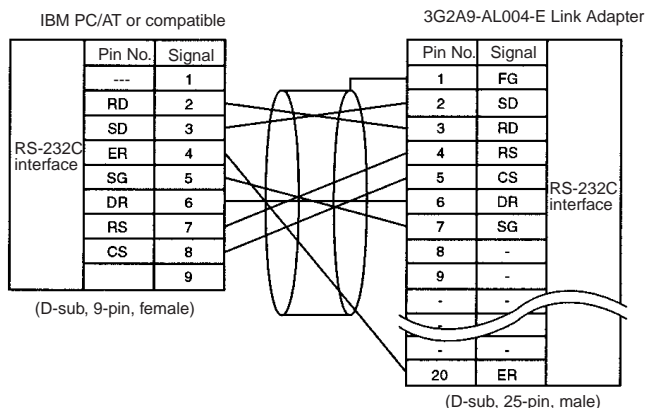 IBM PC/AT or compatible
Pin No. Signal
--- 1
RD 2
SD 3
ER 4
SG 5
DR 6
RS 7
CS 8
9
RS-232C
interface
(D-sub, 9-pin, female)
3G2A9-AL004-E Link Adapter
Pin No. Signal
1 FG
2 SD
3 RD
4 RS
5 CS
6 DR
7 SG
8 -
9 -
- -
- -
- -
20 ER
RS-232C
interface
(D-sub, 25-pin, male)